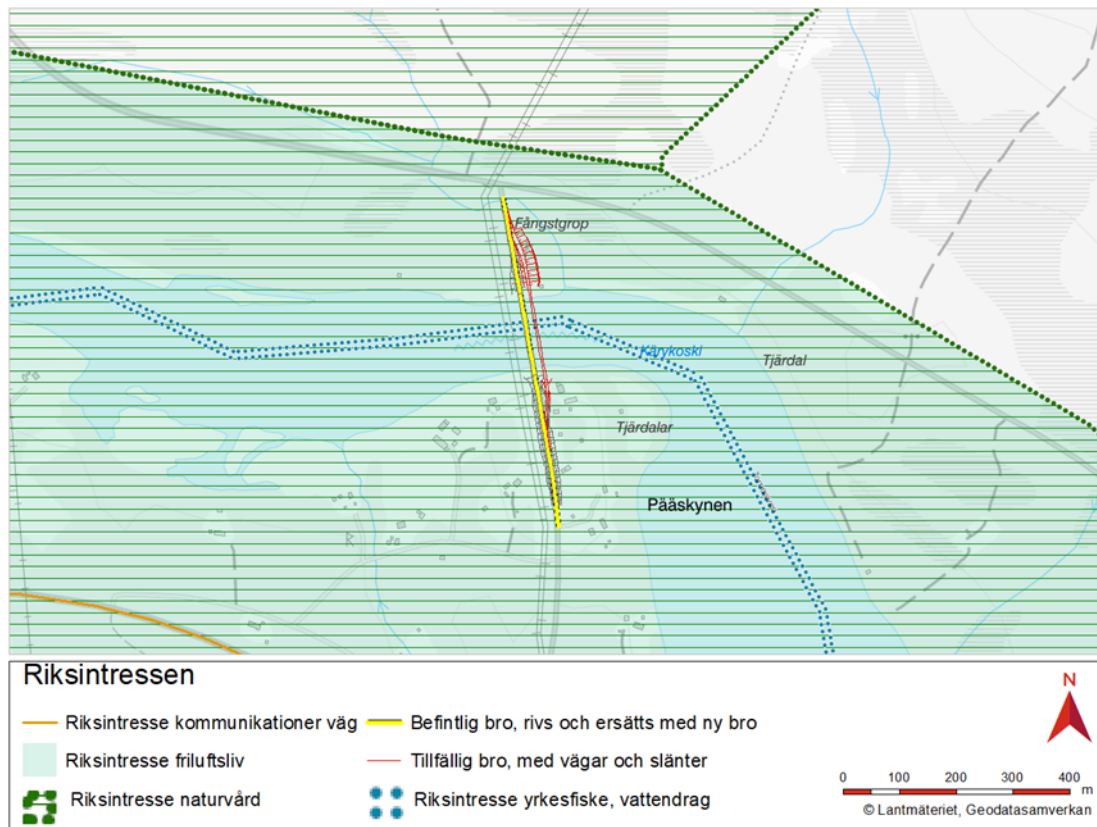 Fångstgrop
Kärykoski
Tjärdal
Tjärdalar
Pääskynen
Riksintressen
Riksintresse kommunikationer väg
Befintlig bro, rivs och ersätts med ny bro
Riksintresse friluftsliv
Tillfällig bro, med vägar och slänter
Riksintresse naturvård
Riksintresse yrkesfiske, vattendrag
N
0 100 200 300 400
m
© Lantmäteriet, Geodatasamverkan